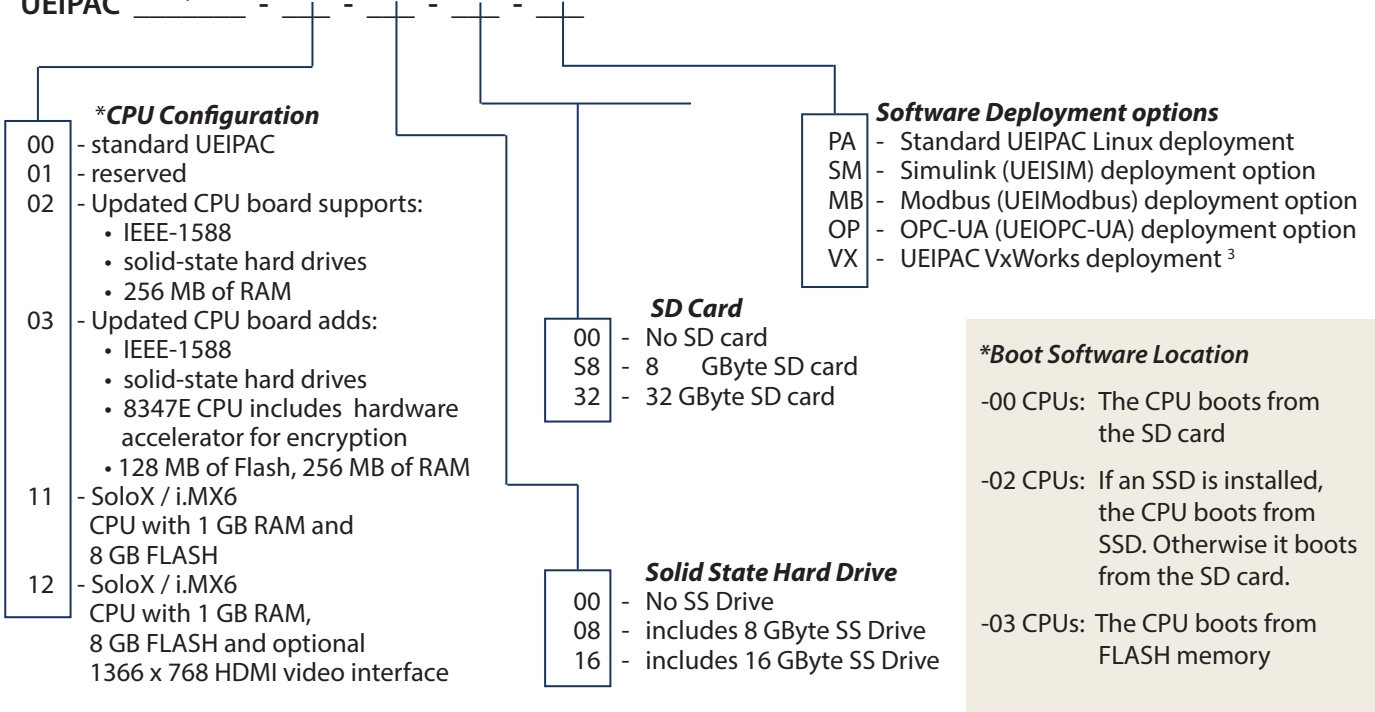 UEIPAC _______ - ___ - ___ - ___ - ___
*CPU Configuration
00 - standard UEIPAC
01 - reserved
02 - Updated CPU board supports:
• IEEE-1588
• solid-state hard drives
• 256 MB of RAM
03 - Updated CPU board adds:
• IEEE-1588
• solid-state hard drives
• 8347E CPU includes hardware
accelerator for encryption
• 128 MB of Flash, 256 MB of RAM
11 - SoloX / i.MX6
CPU with 1 GB RAM and
8 GB FLASH
12 - SoloX / i.MX6
CPU with 1 GB RAM,
8 GB FLASH and optional
1366 x 768 HDMI video interface
SD Card
00 - No SD card
S8 - 8 GByte SD card
32 - 32 GByte SD card
Solid State Hard Drive
00 - No SS Drive
08 - includes 8 GByte SS Drive
16 - includes 16 GByte SS Drive
Software Deployment options
PA - Standard UEIPAC Linux deployment
SM - Simulink (UEISIM) deployment option
MB - Modbus (UEIModbus) deployment option
OP - OPC-UA (UEIOPC-UA) deployment option
VX - UEIPAC VxWorks deployment 3
*Boot Software Location
-00 CPUs: The CPU boots from
the SD card
-02 CPUs: If an SSD is installed,
the CPU boots from
SSD. Otherwise it boots
from the SD card.
-03 CPUs: The CPU boots from
FLASH memory